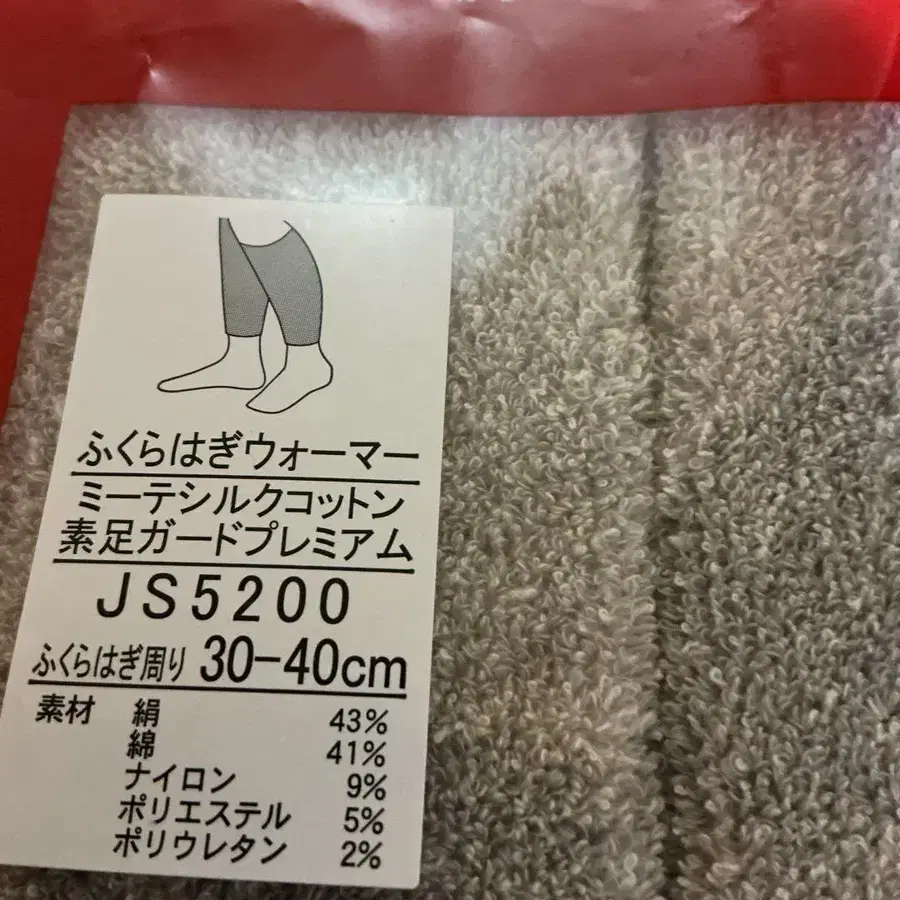 ふくらはぎウォーマー
ミーテシルクコットン
素足ガードプレミアム
JS5200
ふくらはぎ周り 30-40cm
素材 絹 43%
綿 41%
ナイロン 9%
ポリエステル 5%
ポリウレタン 2%